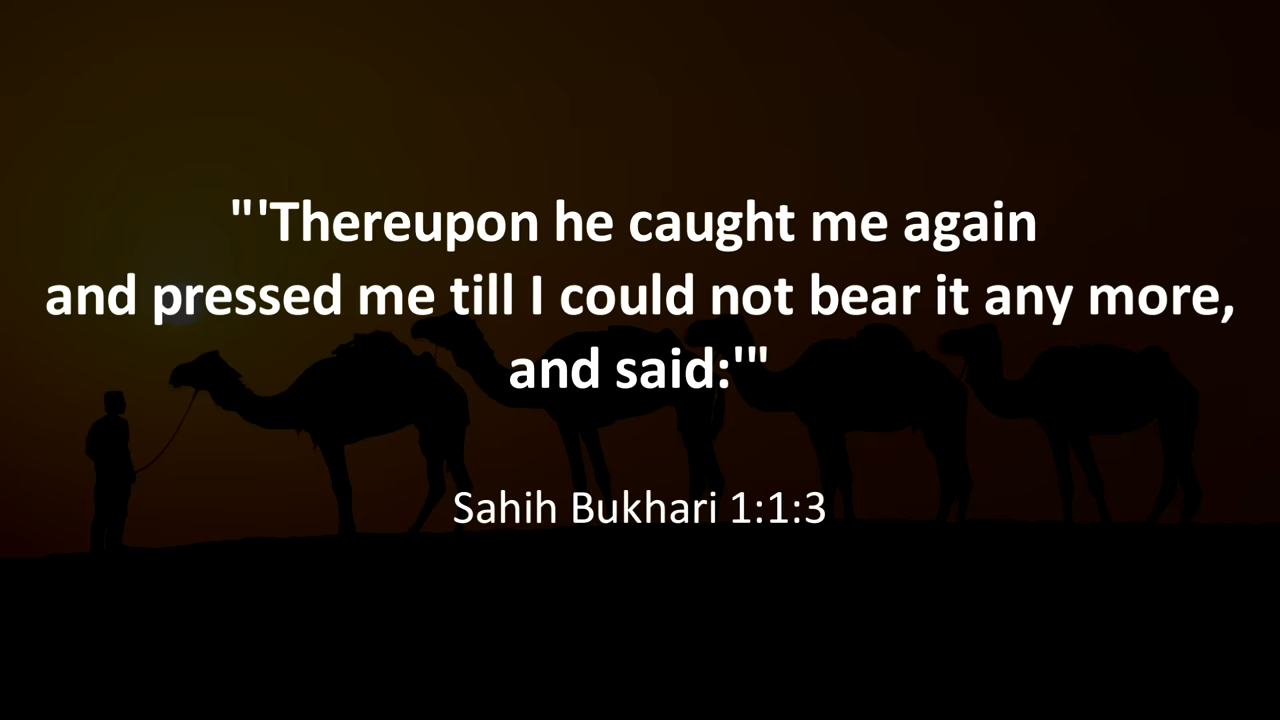 "'Thereupon he caught me again
and pressed me till I could not bear it any more,
and said:'"
Sahih Bukhari 1:1:3